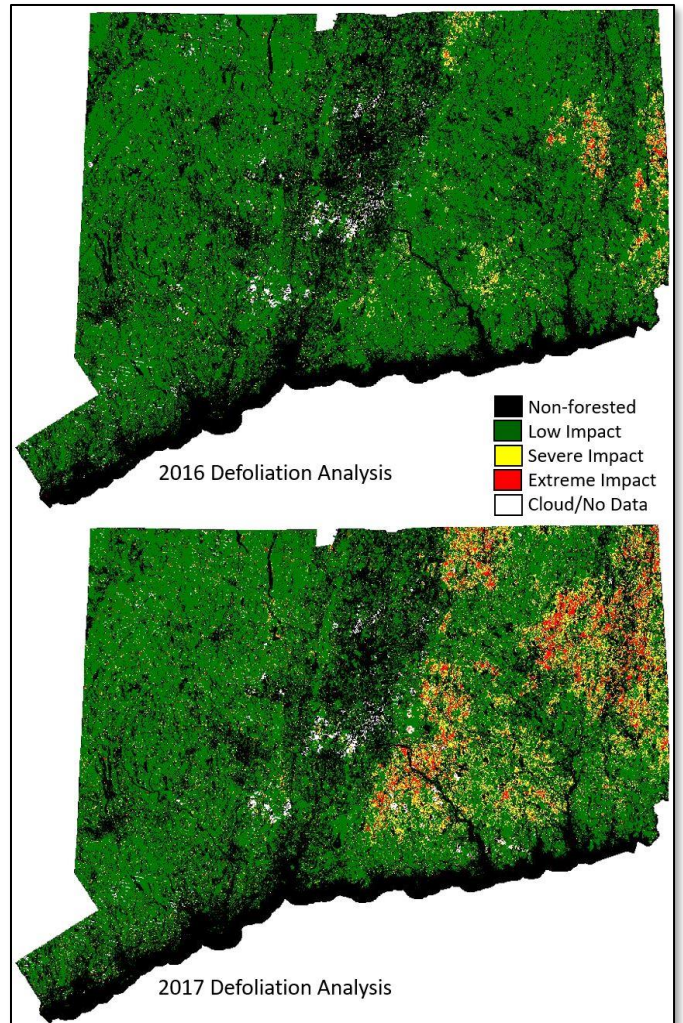 Non-forested
Low Impact
Severe Impact
Extreme Impact
Cloud/No Data
2016 Defoliation Analysis
2017 Defoliation Analysis